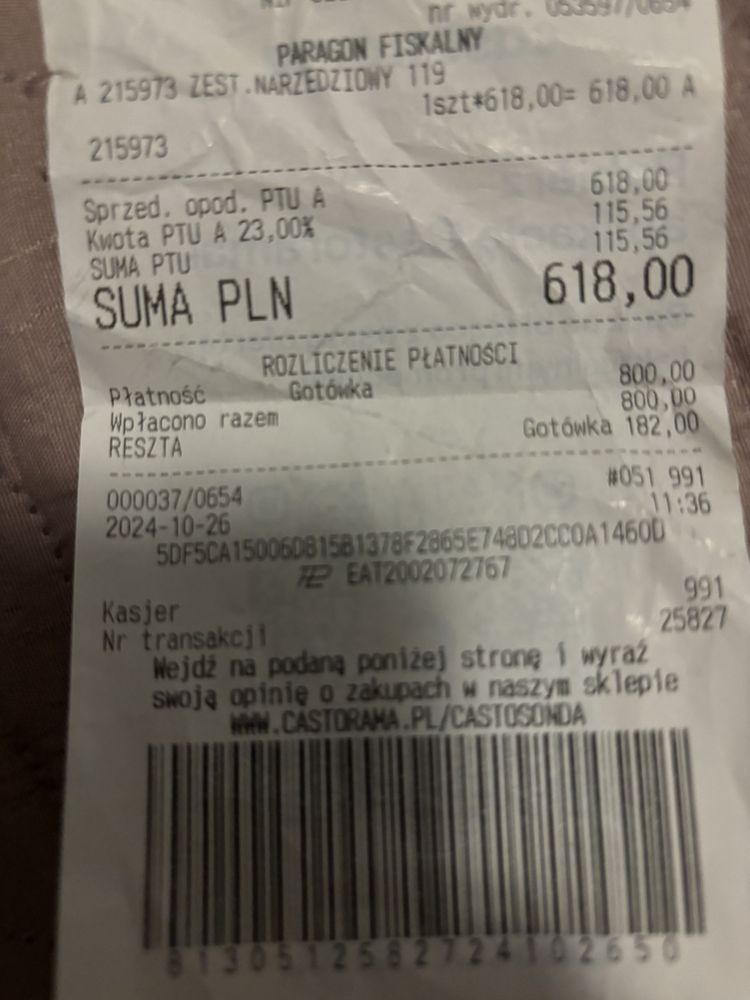 nr wydr. 053597/0654
PARAGON FISKALNY
A 215973 ZEST.NARZEDZIOWY 119
1szt*618,00= 618,00 A
215973
Sprzed. opod. PTU A 618,00
Kwota PTU A 23,00% 115,56
SUMA PTU 115,56
SUMA PLN 618,00
ROZLICZENIE PŁATNOŚCI
Płatność Gotówka 800,00
Wpłacono razem 800,00
RESZTA Gotówka 182,00
000037/0654 #051 991
2024-10-26 11:36
5DF5CA15006D815B1378F2865E748D2CC0A1460D
EAT2002072767
Kasjer 991
Nr transakcji 25827
Wejdź na podaną poniżej stronę i wyraź
swoją opinię o zakupach w naszym sklepie
WWW.CASTORAMA.PL/CASTOSONDA
8130512582724102650